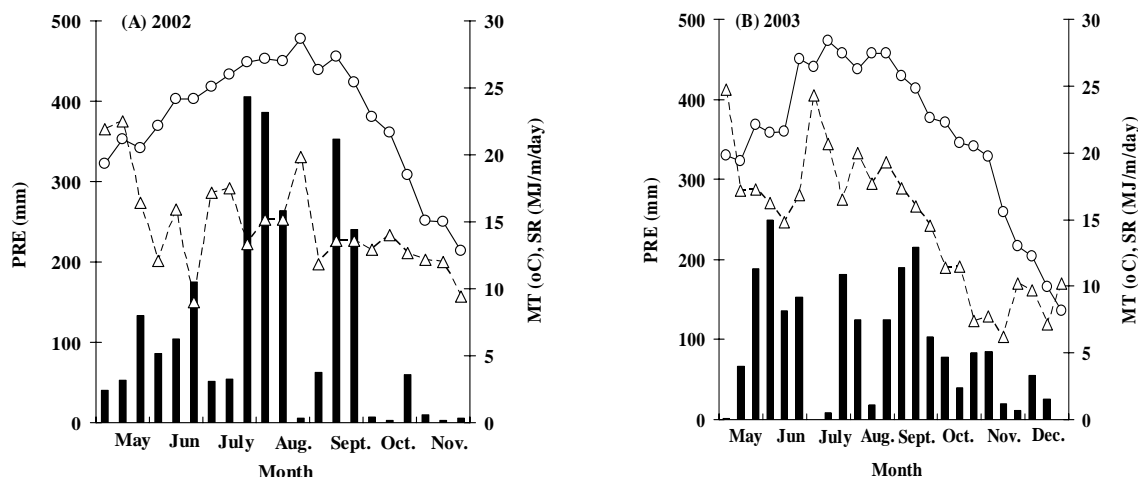 (A) 2002
500
400
300
200
100
0
PRE (mm)
30
25
20
15
10
5
0
MT (oC), SR (MJ/m/day)
May Jun July Aug. Sept. Oct. Nov.
Month
(B) 2003
500
400
300
200
100
0
PRE (mm)
30
25
20
15
10
5
0
MT (oC), SR (MJ/m/day)
May Jun July Aug. Sept. Oct. Nov. Dec.
Month